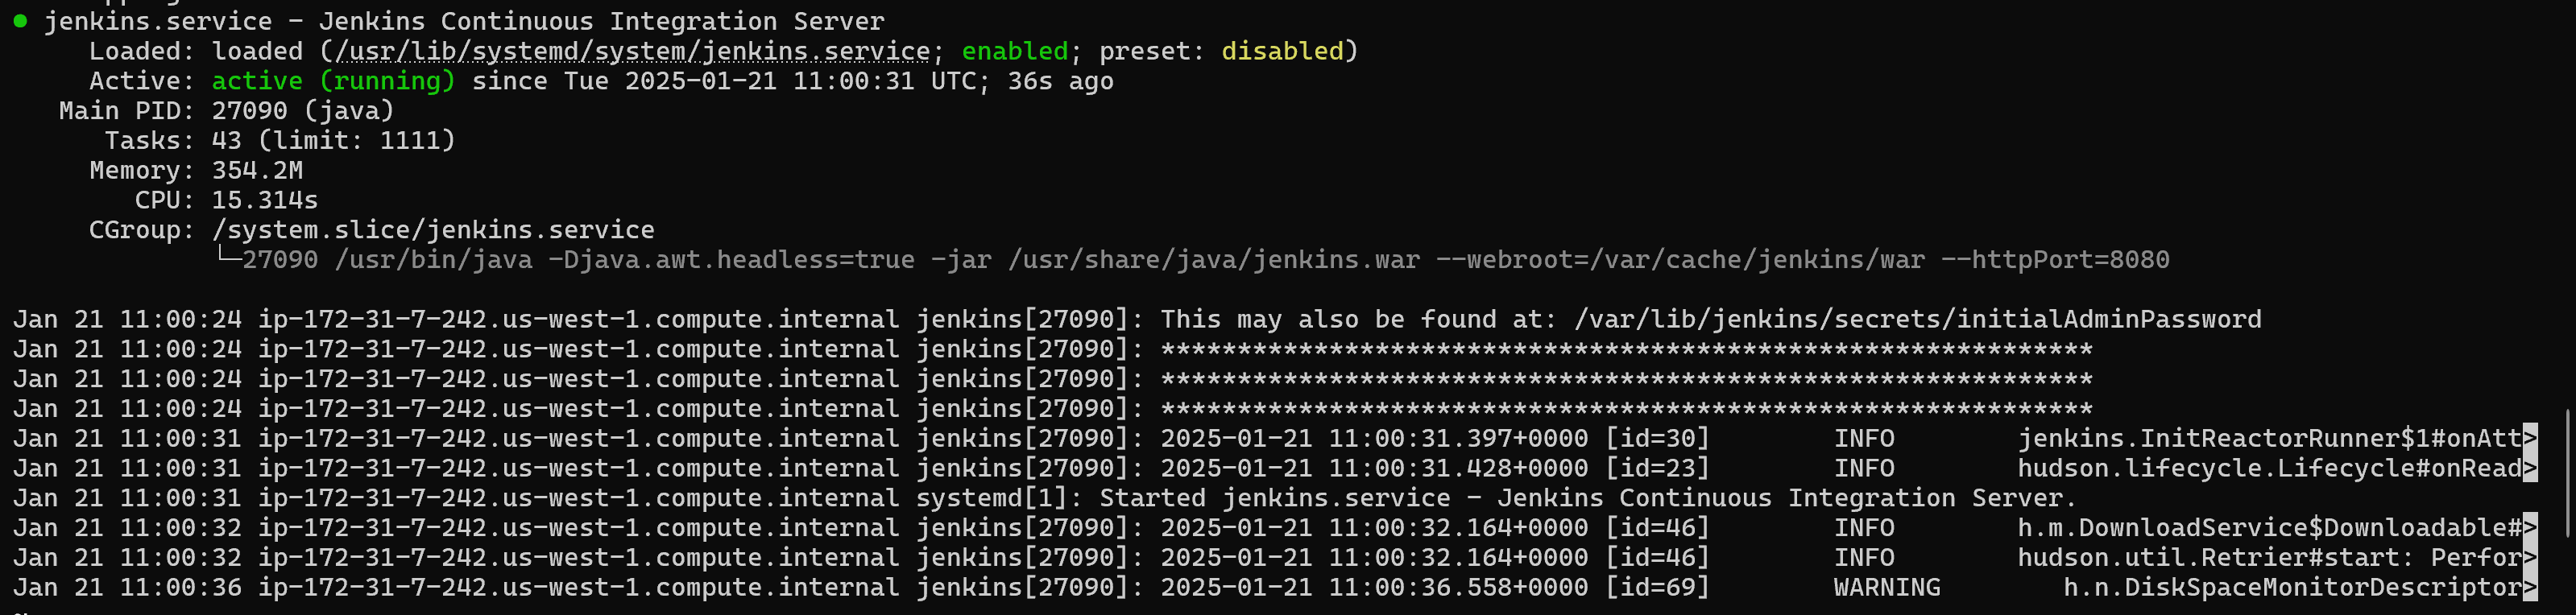 ● jenkins.service - Jenkins Continuous Integration Server
Loaded: loaded (/usr/lib/systemd/system/jenkins.service; enabled; preset: disabled)
Active: active (running) since Tue 2025-01-21 11:00:31 UTC; 36s ago
Main PID: 27090 (java)
Tasks: 43 (limit: 1111)
Memory: 354.2M
CPU: 15.314s
CGroup: /system.slice/jenkins.service
└─27090 /usr/bin/java -Djava.awt.headless=true -jar /usr/share/java/jenkins.war --webroot=/var/cache/jenkins/war --httpPort=8080
Jan 21 11:00:24 ip-172-31-7-242.us-west-1.compute.internal jenkins[27090]: This may also be found at: /var/lib/jenkins/secrets/initialAdminPassword
Jan 21 11:00:24 ip-172-31-7-242.us-west-1.compute.internal jenkins[27090]: *************************************************************
Jan 21 11:00:24 ip-172-31-7-242.us-west-1.compute.internal jenkins[27090]: *************************************************************
Jan 21 11:00:24 ip-172-31-7-242.us-west-1.compute.internal jenkins[27090]: *************************************************************
Jan 21 11:00:31 ip-172-31-7-242.us-west-1.compute.internal jenkins[27090]: 2025-01-21 11:00:31.397+0000 [id=30] INFO jenkins.InitReactorRunner$1#onAtt>
Jan 21 11:00:31 ip-172-31-7-242.us-west-1.compute.internal jenkins[27090]: 2025-01-21 11:00:31.428+0000 [id=23] INFO hudson.lifecycle.Lifecycle#onRead>
Jan 21 11:00:31 ip-172-31-7-242.us-west-1.compute.internal systemd[1]: Started jenkins.service - Jenkins Continuous Integration Server.
Jan 21 11:00:32 ip-172-31-7-242.us-west-1.compute.internal jenkins[27090]: 2025-01-21 11:00:32.164+0000 [id=46] INFO h.m.DownloadService$Downloadable#>
Jan 21 11:00:32 ip-172-31-7-242.us-west-1.compute.internal jenkins[27090]: 2025-01-21 11:00:32.164+0000 [id=46] INFO hudson.util.Retrier#start: Perfor>
Jan 21 11:00:36 ip-172-31-7-242.us-west-1.compute.internal jenkins[27090]: 2025-01-21 11:00:36.558+0000 [id=69] WARNING h.n.DiskSpaceMonitorDescriptor>